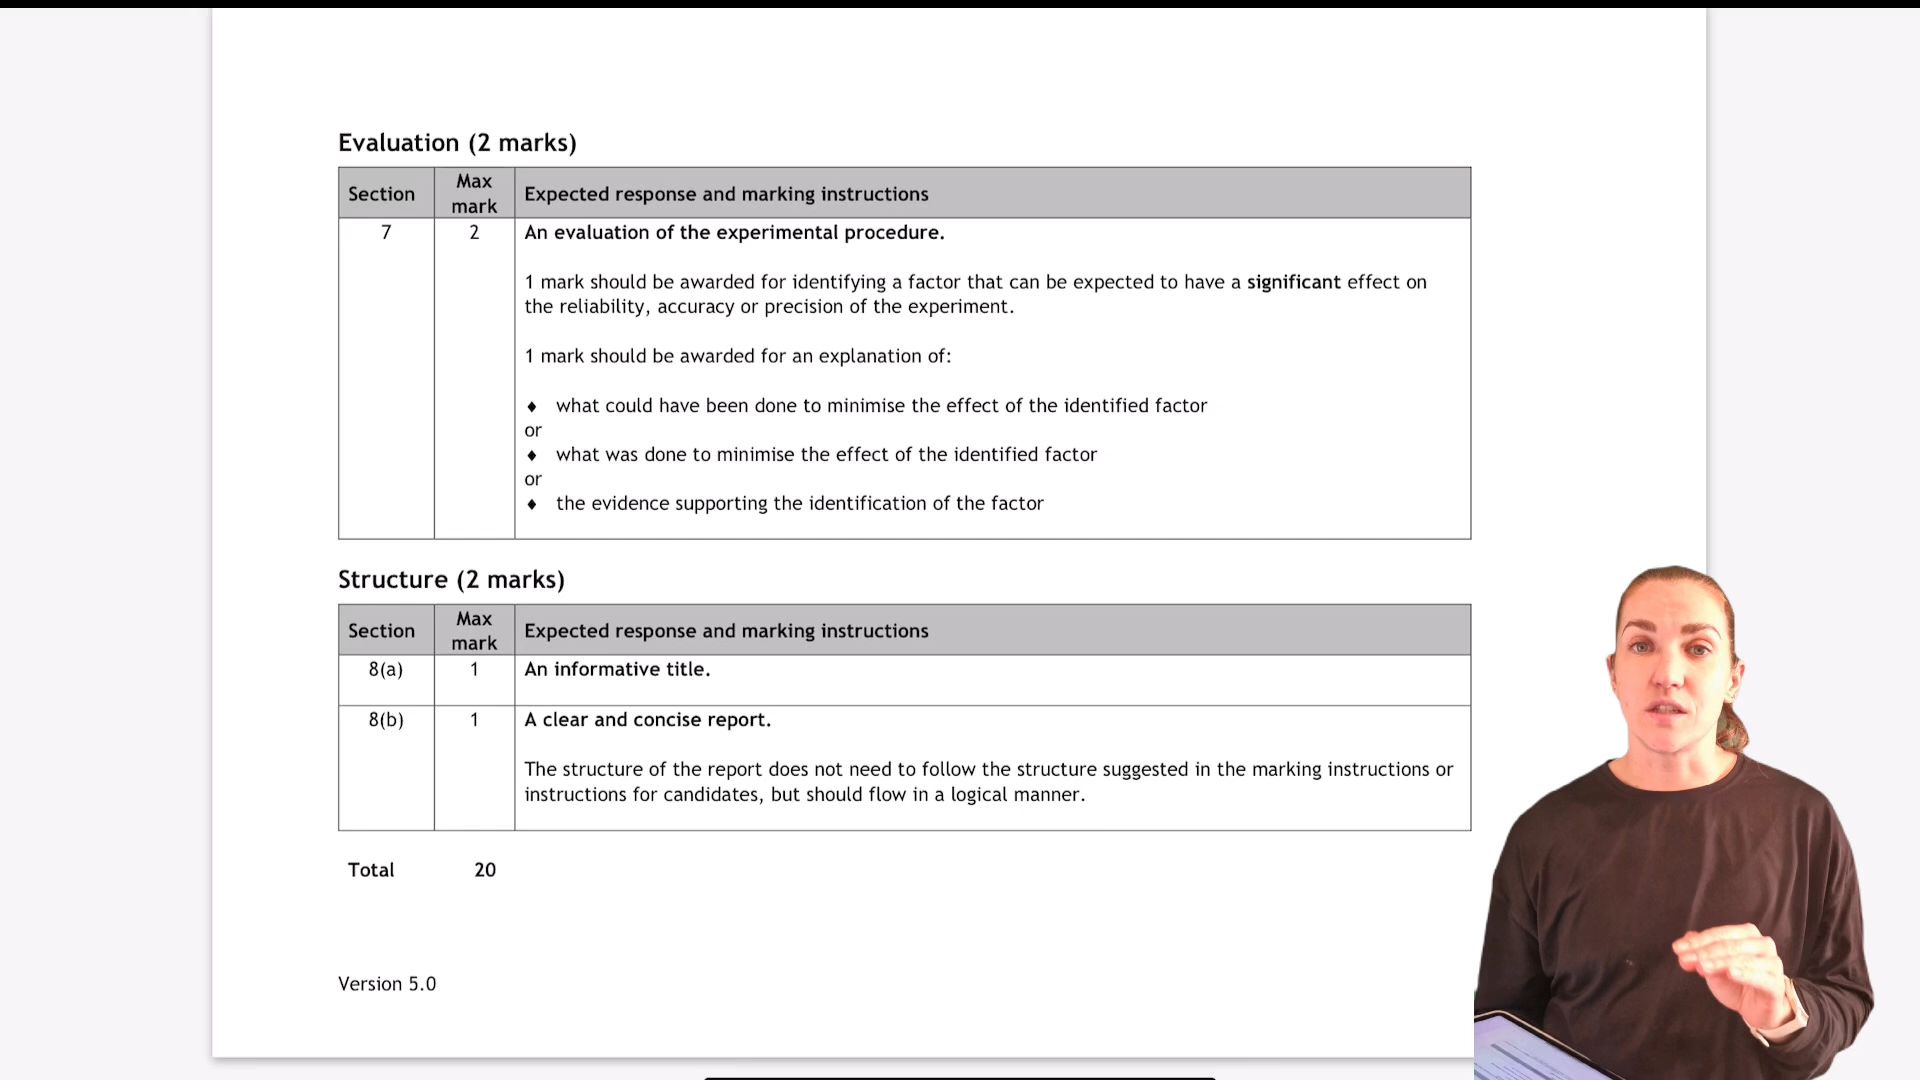 Evaluation (2 marks)
Section
Max
mark
Expected response and marking instructions
7
2
An evaluation of the experimental procedure.
1 mark should be awarded for identifying a factor that can be expected to have a significant effect on
the reliability, accuracy or precision of the experiment.
1 mark should be awarded for an explanation of:
♦ what could have been done to minimise the effect of the identified factor
or
♦ what was done to minimise the effect of the identified factor
or
♦ the evidence supporting the identification of the factor
Structure (2 marks)
Section
Max
mark
Expected response and marking instructions
8(a)
1
An informative title.
8(b)
1
A clear and concise report.
The structure of the report does not need to follow the structure suggested in the marking instructions or
instructions for candidates, but should flow in a logical manner.
Total 20
Version 5.0